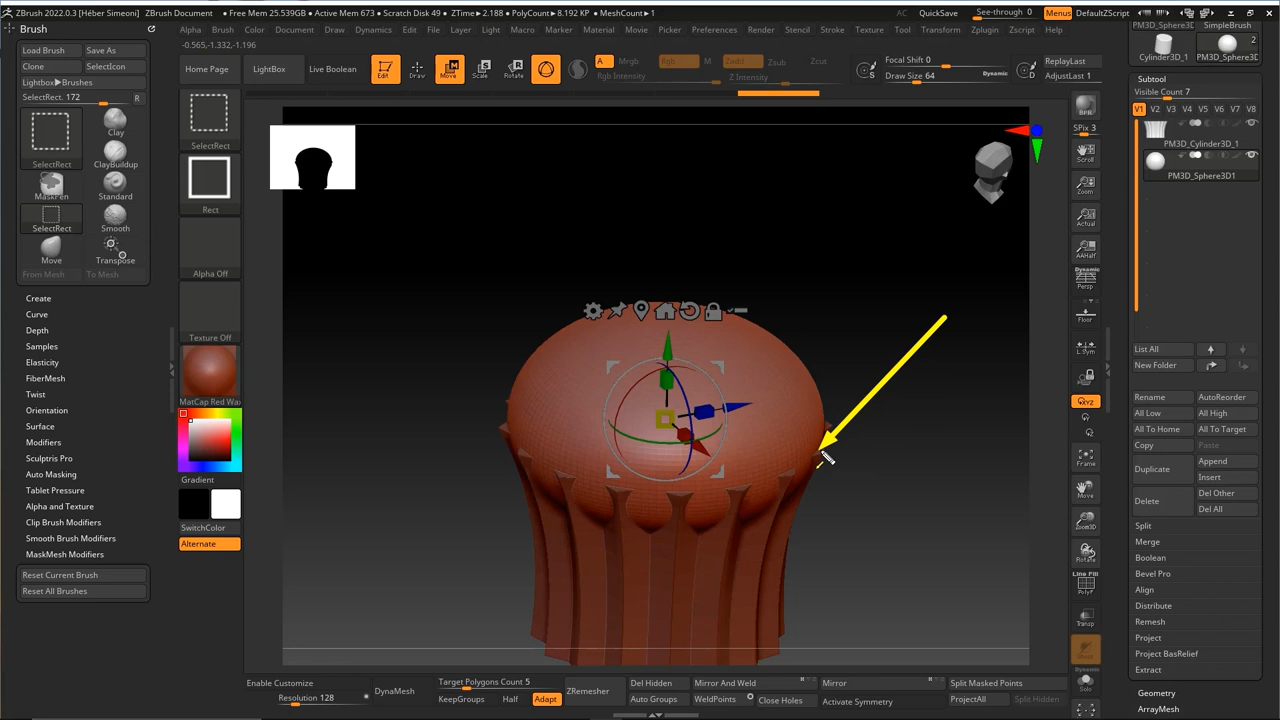 ZBrush 2022.0.3 [Héber Simeoni] ZBrush Document • Free Mem 25.539GB • Active Mem 673 • Scratch Disk 49 • ZTime▸2.188 • PolyCount▸8.192 KP • MeshCount▸1
AC QuickSave See-through 0 Menus DefaultZScript
Brush
Alpha Brush Color Document Draw Dynamics Edit File Layer Light Macro Marker Material Movie Picker Preferences Render Stencil Stroke Texture Tool Transform Zplugin Zscript Help
-0.565,-1.332,-1.196
Load Brush Save As
Clone SelectIcon
Lightbox▸Brushes
SelectRect. 172 R
SelectRect
Clay
ClayBuildup
MaskPen
Standard
SelectRect
Smooth
Move
Transpose
From Mesh To Mesh
Create
Curve
Depth
Samples
Elasticity
FiberMesh
Twist
Orientation
Surface
Modifiers
Sculptris Pro
Auto Masking
Tablet Pressure
Alpha and Texture
Clip Brush Modifiers
Smooth Brush Modifiers
MaskMesh Modifiers
Reset Current Brush
Reset All Brushes
Home Page LightBox Live Boolean
Edit Draw Move Scale Rotate
A Mrgb Rgb M Zadd Zsub Zcut
Rgb Intensity Z Intensity
S Focal Shift 0
Draw Size 64 Dynamic
D ReplayLast
AdjustLast 1
SelectRect
Rect
Alpha Off
Texture Off
MatCap Red Wax
Gradient
SwitchColor
Alternate
BPR
SPix 3
Scroll
Zoom
Actual
AAHalf
Dynamic
Persp
Floor
L.Sym
XYZ
Frame
Move
Zoom3D
Rotate
Line Fill
PolyF
Transp
Ghost
Dynamic
Solo
PM3D_Sphere3D SimpleBrush
2
Cylinder3D_1 PM3D_Sphere3D
Subtool
Visible Count 7
V1 V2 V3 V4 V5 V6 V7 V8
PM3D_Cylinder3D_1
PM3D_Sphere3D1
List All
New Folder
Rename AutoReorder
All Low All High
All To Home All To Target
Copy Paste
Duplicate Append
Insert
Delete Del Other
Del All
Split
Merge
Boolean
Bevel Pro
Align
Distribute
Remesh
Project
Project BasRelief
Extract
Geometry
ArrayMesh
Enable Customize
Resolution 128
DynaMesh
Target Polygons Count 5
KeepGroups Half Adapt
ZRemesher
Del Hidden Mirror And Weld Mirror Split Masked Points
Auto Groups WeldPoints Close Holes Activate Symmetry ProjectAll Split Hidden